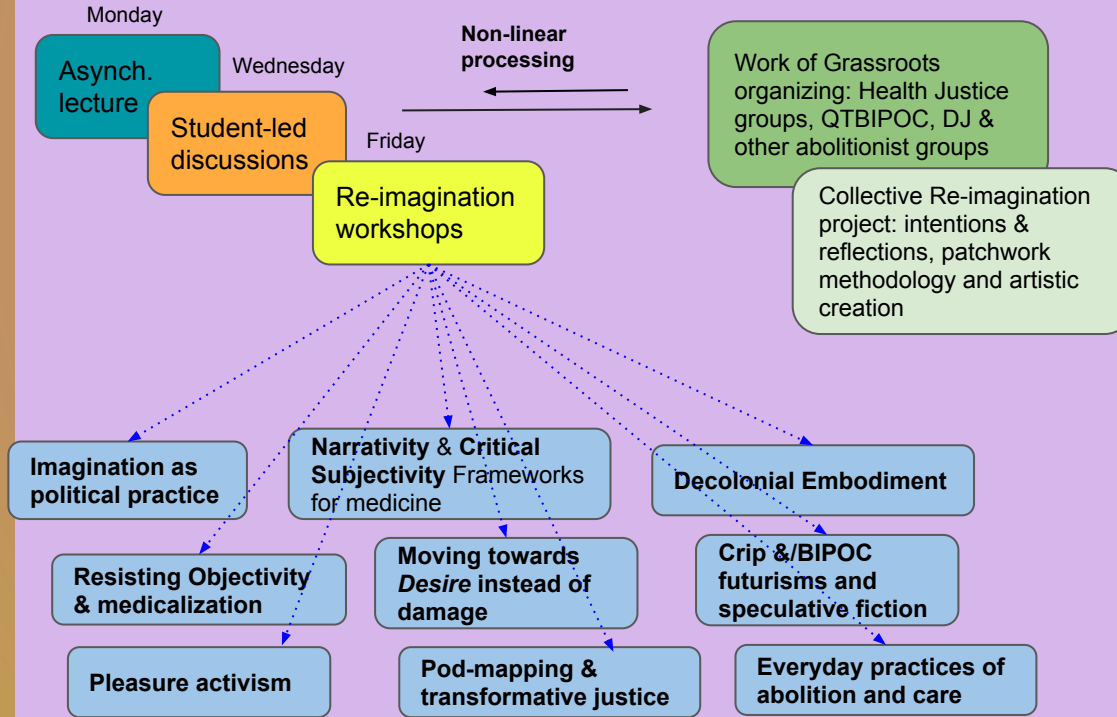 Monday
Asynch.
lecture
Wednesday
Student-led
discussions
Friday
Re-imagination
workshops
Non-linear
processing
Work of Grassroots
organizing: Health Justice
groups, QTBIPOC, DJ &
other abolitionist groups
Collective Re-imagination
project: intentions &
reflections, patchwork
methodology and artistic
creation
Imagination as
political practice
Narrativity & Critical
Subjectivity Frameworks
for medicine
Decolonial Embodiment
Resisting Objectivity
& medicalization
Moving towards
Desire instead of
damage
Crip &/BIPOC
futurisms and
speculative fiction
Pleasure activism
Pod-mapping &
transformative justice
Everyday practices of
abolition and care